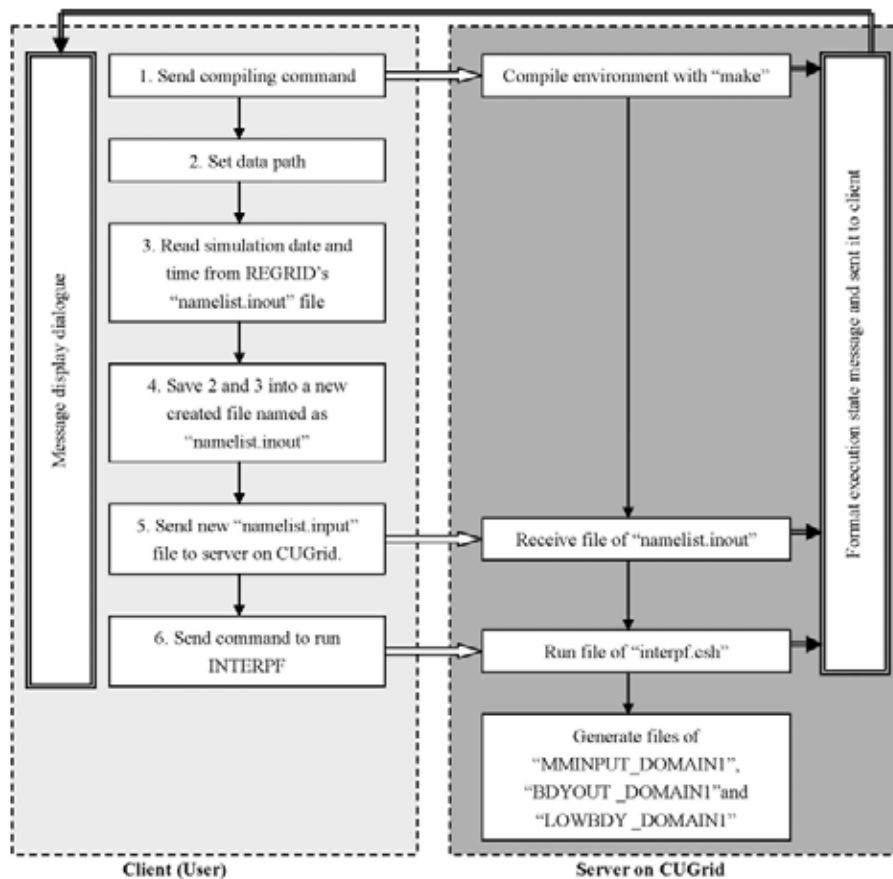 1. Send compiling command
2. Set data path
3. Read simulation date and
time from REGRID's
"namelist.inout" file
4. Save 2 and 3 into a new
created file named as
"namelist.inout"
5. Send new "namelist.input"
file to server on CUGrid.
6. Send command to run
INTERPF
Message display dialogue
Client (User)
Compile environment with "make"
Receive file of "namelist.inout"
Run file of "interpf.csh"
Generate files of
"MMINPUT_DOMAIN1",
"BDYOUT _DOMAIN1"and
"LOWBDY _DOMAIN1"
Format execution state message and sent it to client
Server on CUGrid